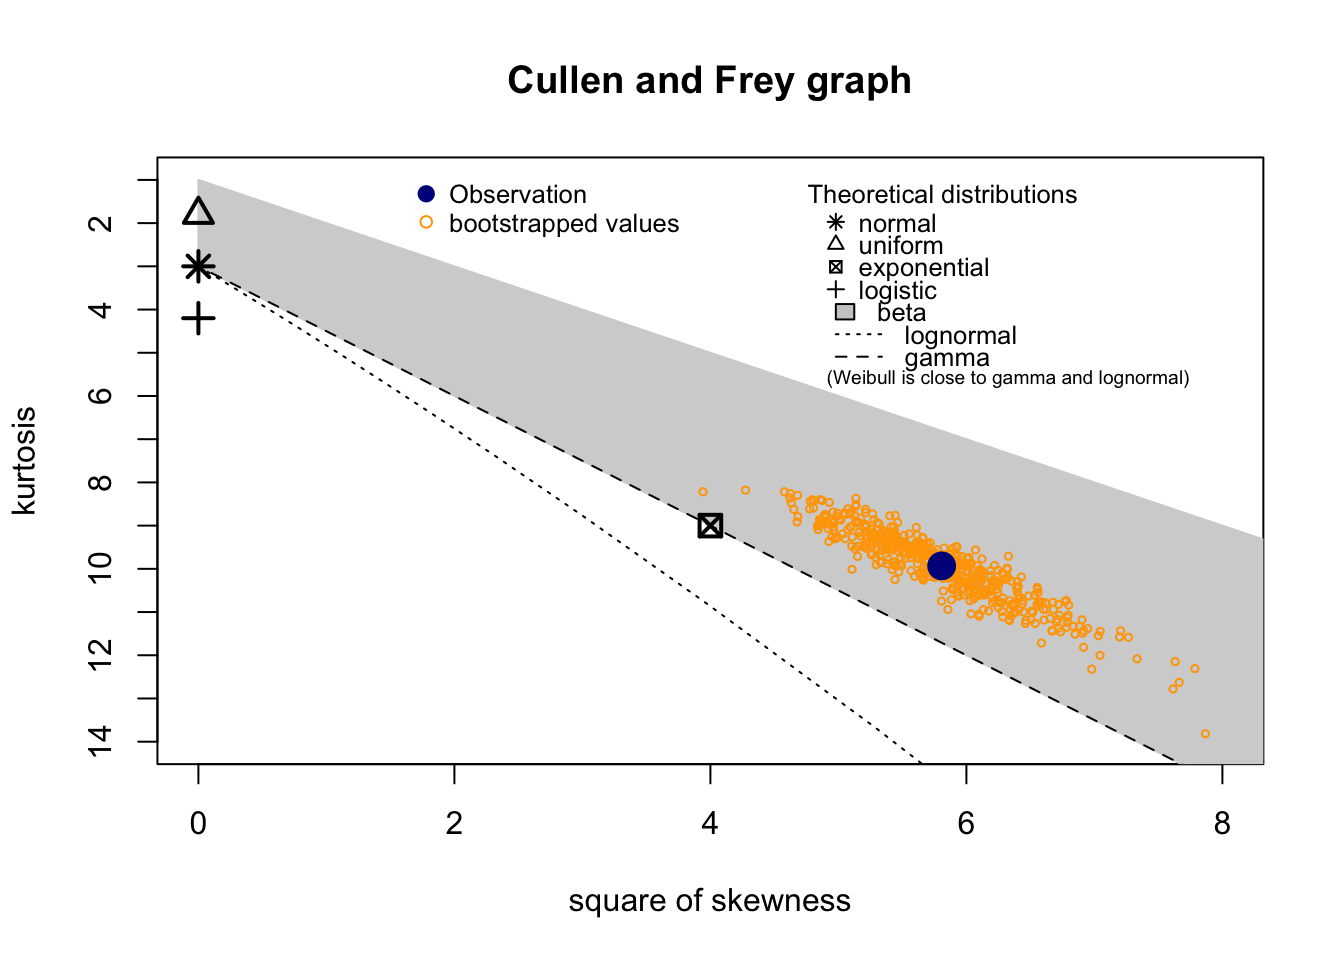 Cullen and Frey graph
Observation
bootstrapped values
Theoretical distributions
normal
uniform
exponential
logistic
beta
lognormal
gamma
(Weibull is close to gamma and lognormal)
kurtosis
2
4
6
8
10
12
14
0 2 4 6 8
square of skewness